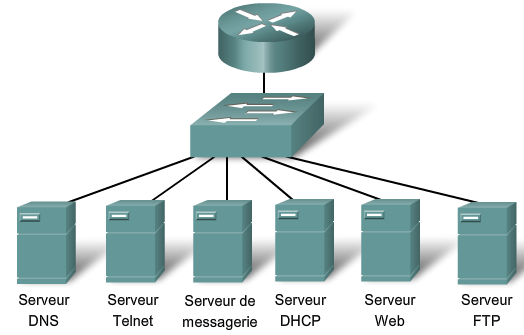 Serveur
DNS
Serveur
Telnet
Serveur de
messagerie
Serveur
DHCP
Serveur
Web
Serveur
FTP